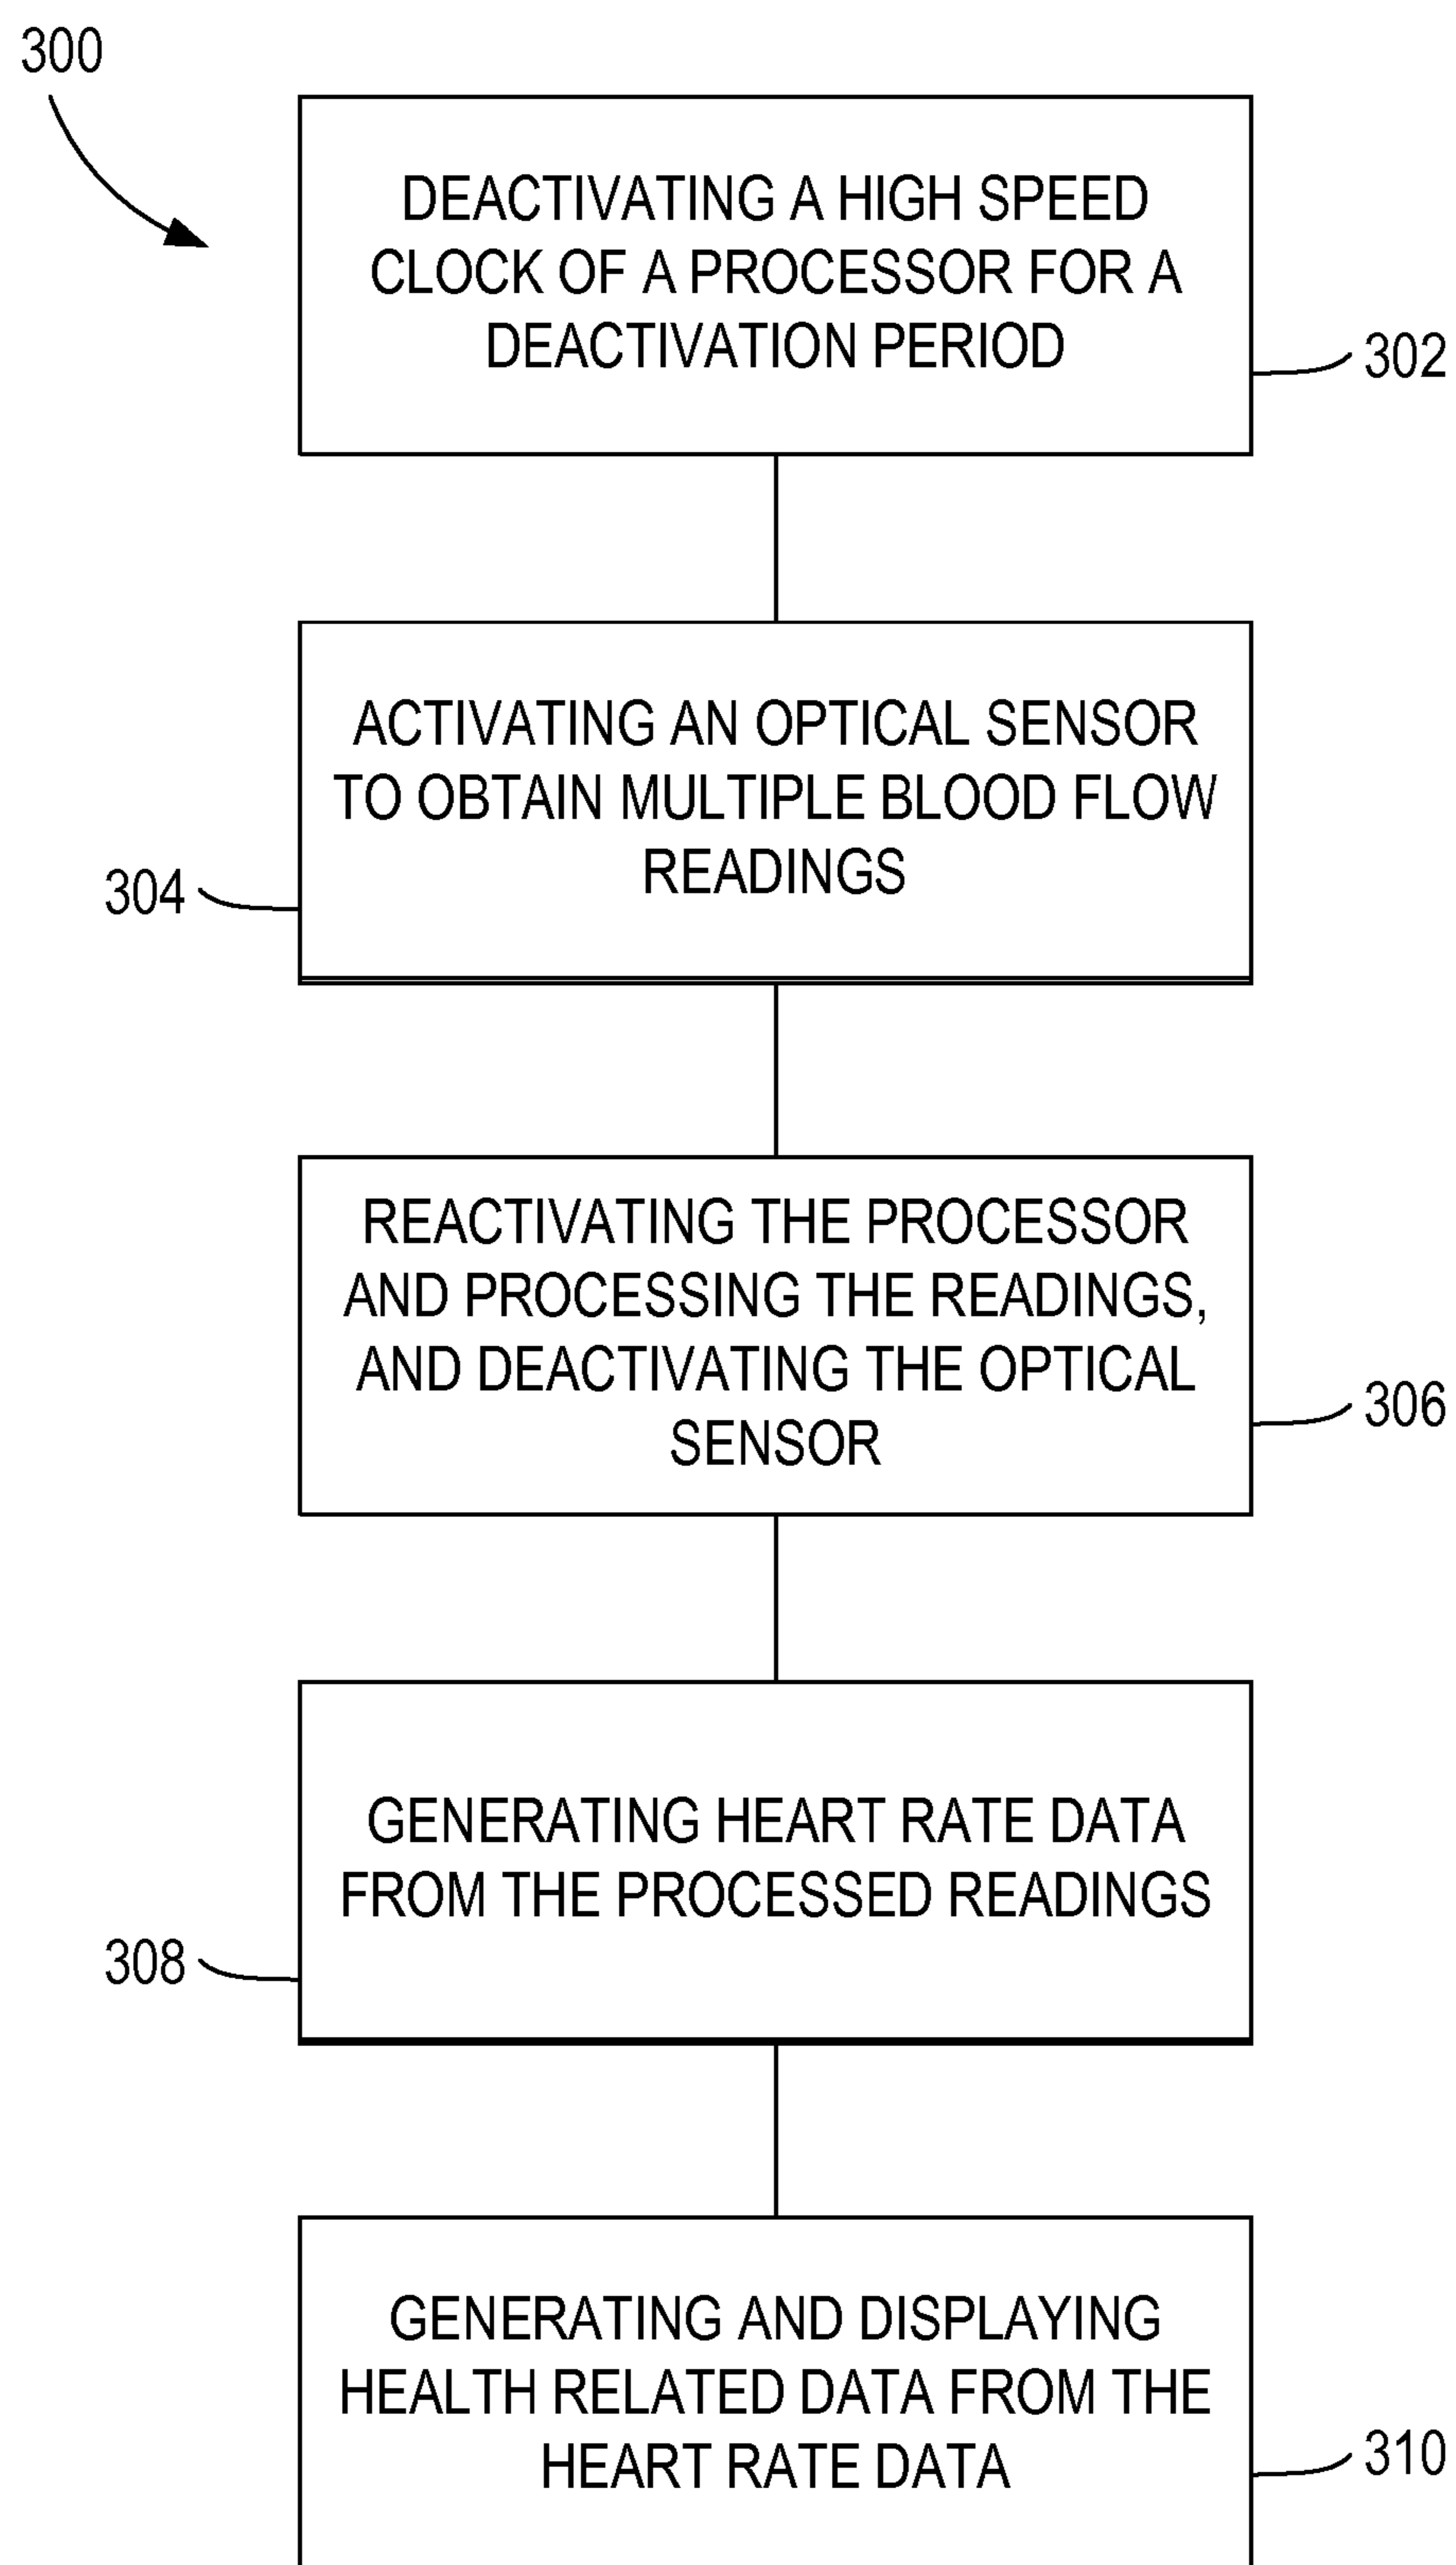 300
DEACTIVATING A HIGH SPEED
CLOCK OF A PROCESSOR FOR A
DEACTIVATION PERIOD
302
ACTIVATING AN OPTICAL SENSOR
TO OBTAIN MULTIPLE BLOOD FLOW
READINGS
304
REACTIVATING THE PROCESSOR
AND PROCESSING THE READINGS,
AND DEACTIVATING THE OPTICAL
SENSOR
306
GENERATING HEART RATE DATA
FROM THE PROCESSED READINGS
308
GENERATING AND DISPLAYING
HEALTH RELATED DATA FROM THE
HEART RATE DATA
310